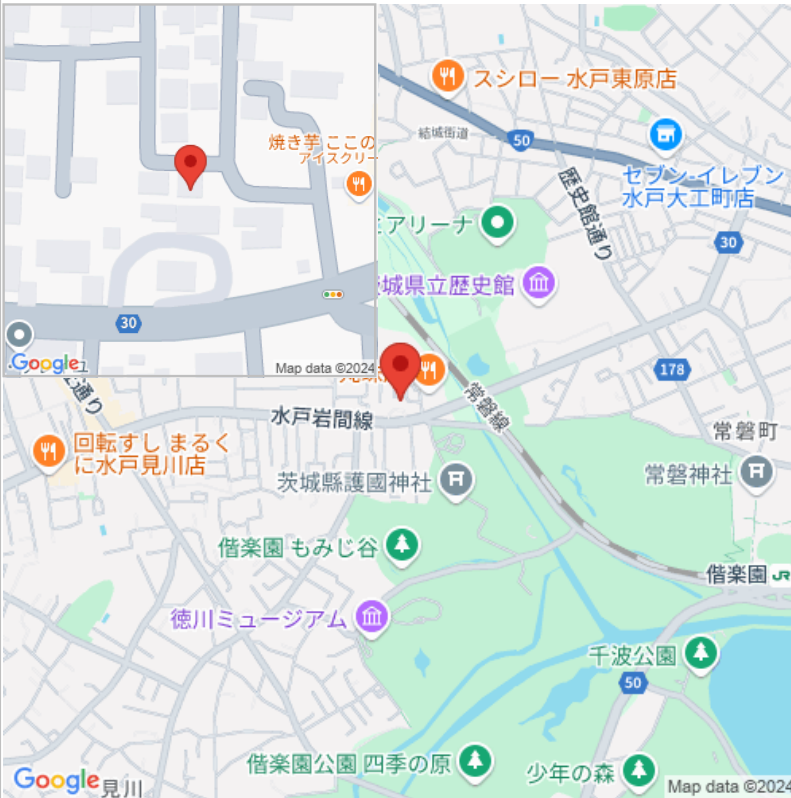 焼き芋 ここの
アイスクリー
30
Google
Map data ©2024
スシロー 水戸東原店
結城街道
50
セブン-イレブン
水戸大工町店
歴史館通り
アリーナ
30
城県立歴史館
178
常磐線
水戸岩間線
回転すし まるく
に水戸見川店
常磐町
茨城縣護國神社
常磐神社
偕楽園 もみじ谷
偕楽園 JR
徳川ミュージアム
千波公園
50
偕楽園公園 四季の原
少年の森
Google
見川
Map data ©2024